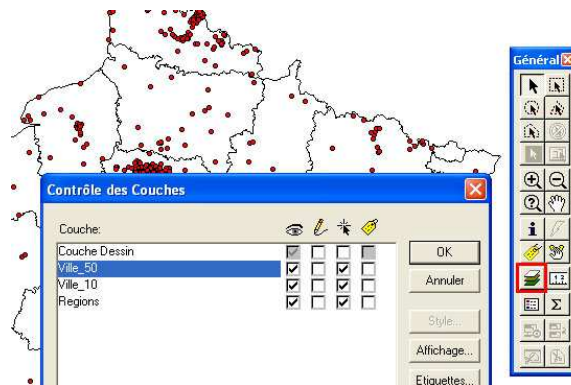 Général
Contrôle des Couches
Couche:
Couche Dessin
Ville_50
Ville_10
Regions
OK
Annuler
Style...
Affichage...
Etiquettes...